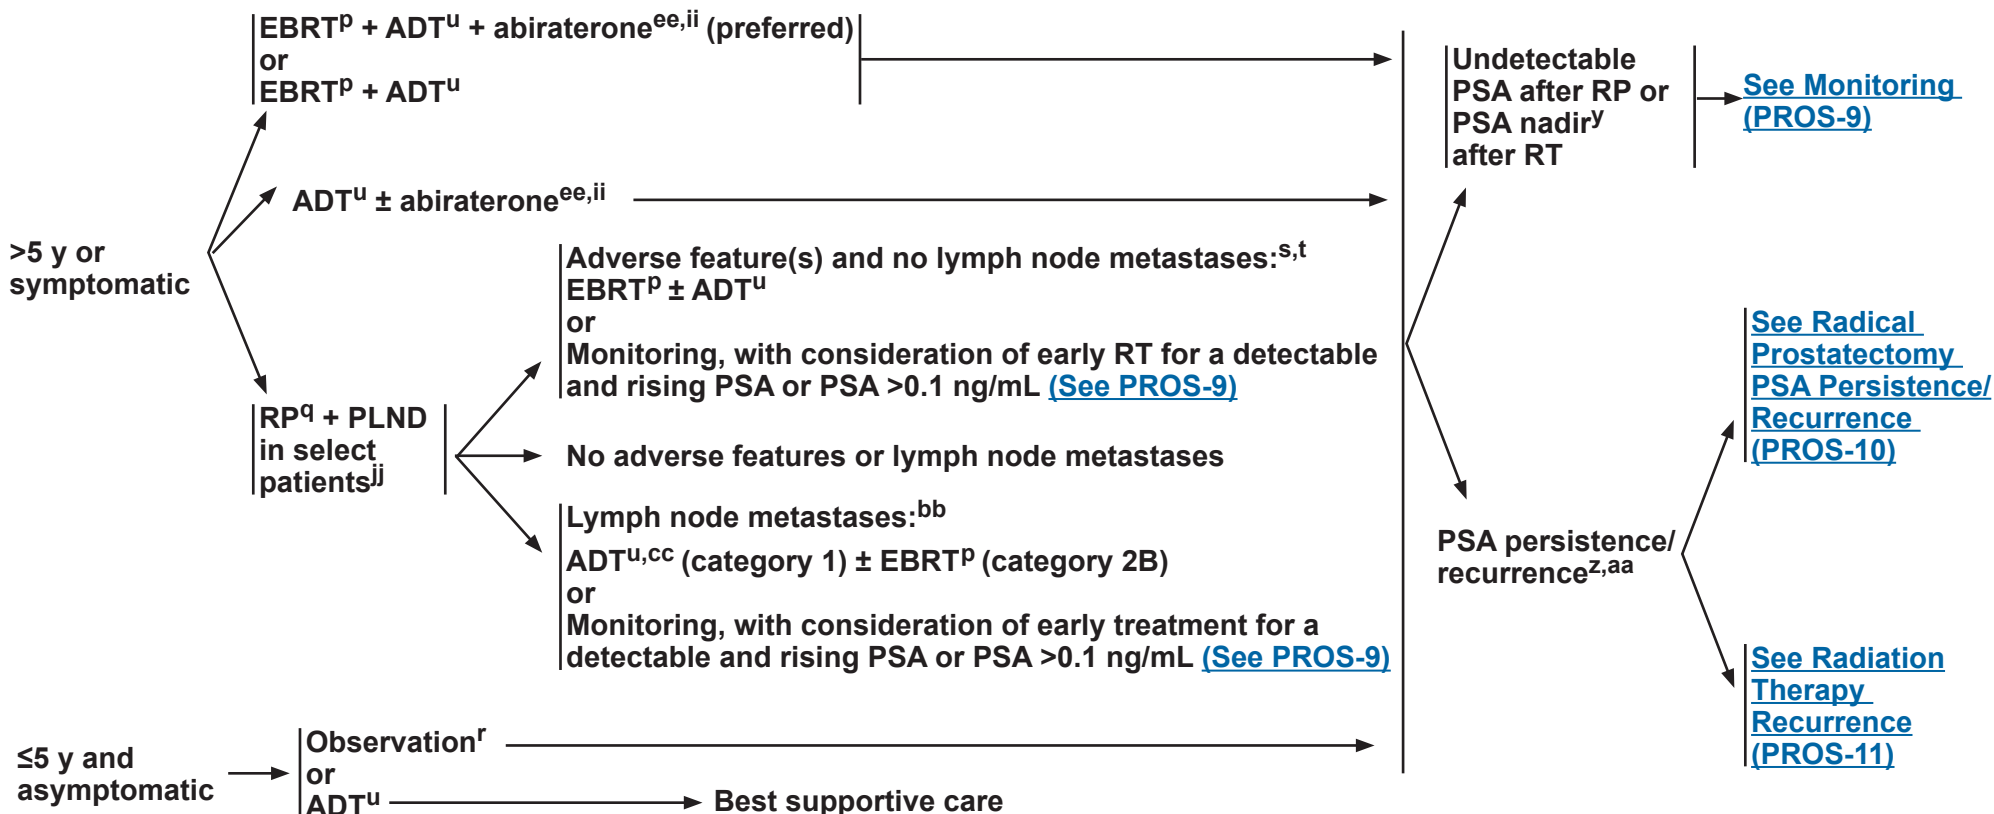 EBRTp + ADTu + abirateroneee,ii (preferred)
or
EBRTp + ADTu
ADTu ± abirateroneee,ii
>5 y or
symptomatic
Adverse feature(s) and no lymph node metastases:s,t
EBRTp ± ADTu
or
Monitoring, with consideration of early RT for a detectable
and rising PSA or PSA >0.1 ng/mL (See PROS-9)
RPq + PLND
in select
patientsjj
No adverse features or lymph node metastases
Lymph node metastases:bb
ADTu,cc (category 1) ± EBRTp (category 2B)
or
Monitoring, with consideration of early treatment for a
detectable and rising PSA or PSA >0.1 ng/mL (See PROS-9)
≤5 y and
asymptomatic
Observationr
or
ADTu
Best supportive care
Undetectable
PSA after RP or
PSA nadiry
after RT
See Monitoring
(PROS-9)
PSA persistence/
recurrencez,aa
See Radical
Prostatectomy
PSA Persistence/
Recurrence
(PROS-10)
See Radiation
Therapy
Recurrence
(PROS-11)